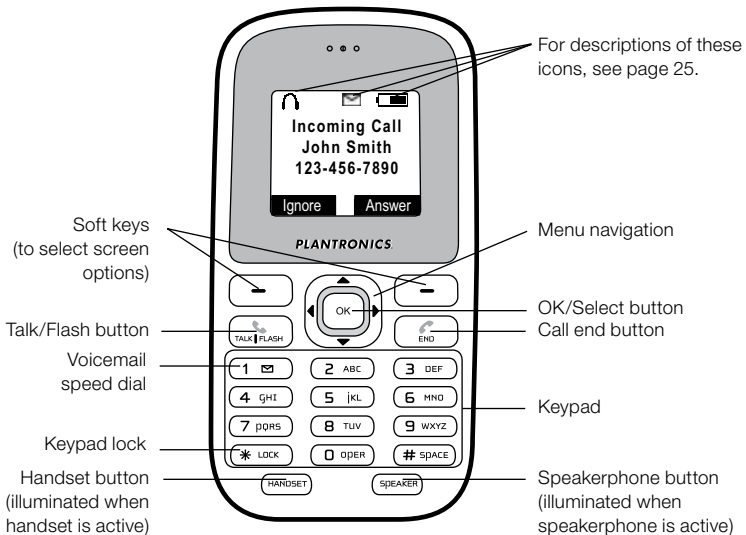 For descriptions of these
icons, see page 25.
Incoming Call
John Smith
123-456-7890
Ignore Answer
PLANTRONICS
Soft keys
(to select screen
options)
Menu navigation
OK
OK/Select button
Talk/Flash button
TALK FLASH
END
Call end button
Voicemail
speed dial
1 2 ABC 3 DEF
4 GHI 5 JKL 6 MNO
Keypad
7 PQRS 8 TUV 9 WXYZ
Keypad lock
* LOCK 0 OPER # SPACE
Handset button
(illuminated when
handset is active)
HANDSET SPEAKER
Speakerphone button
(illuminated when
speakerphone is active)